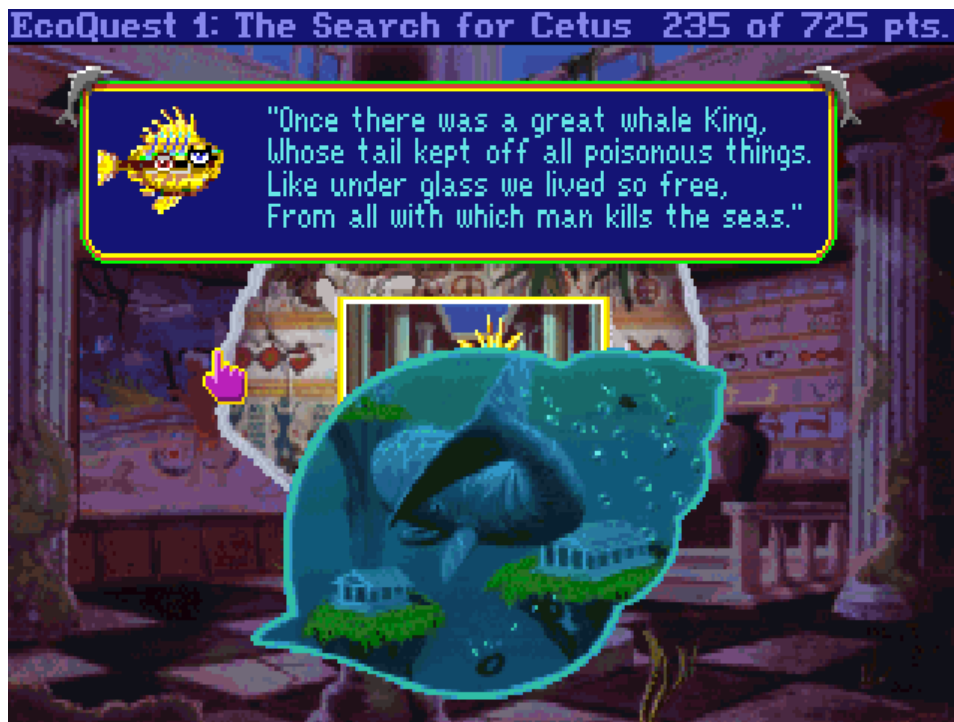 EcoQuest 1: The Search for Cetus 235 of 725 pts.
"Once there was a great whale King,
Whose tail kept off all poisonous things.
Like under glass we lived so free,
From all with which man kills the seas."